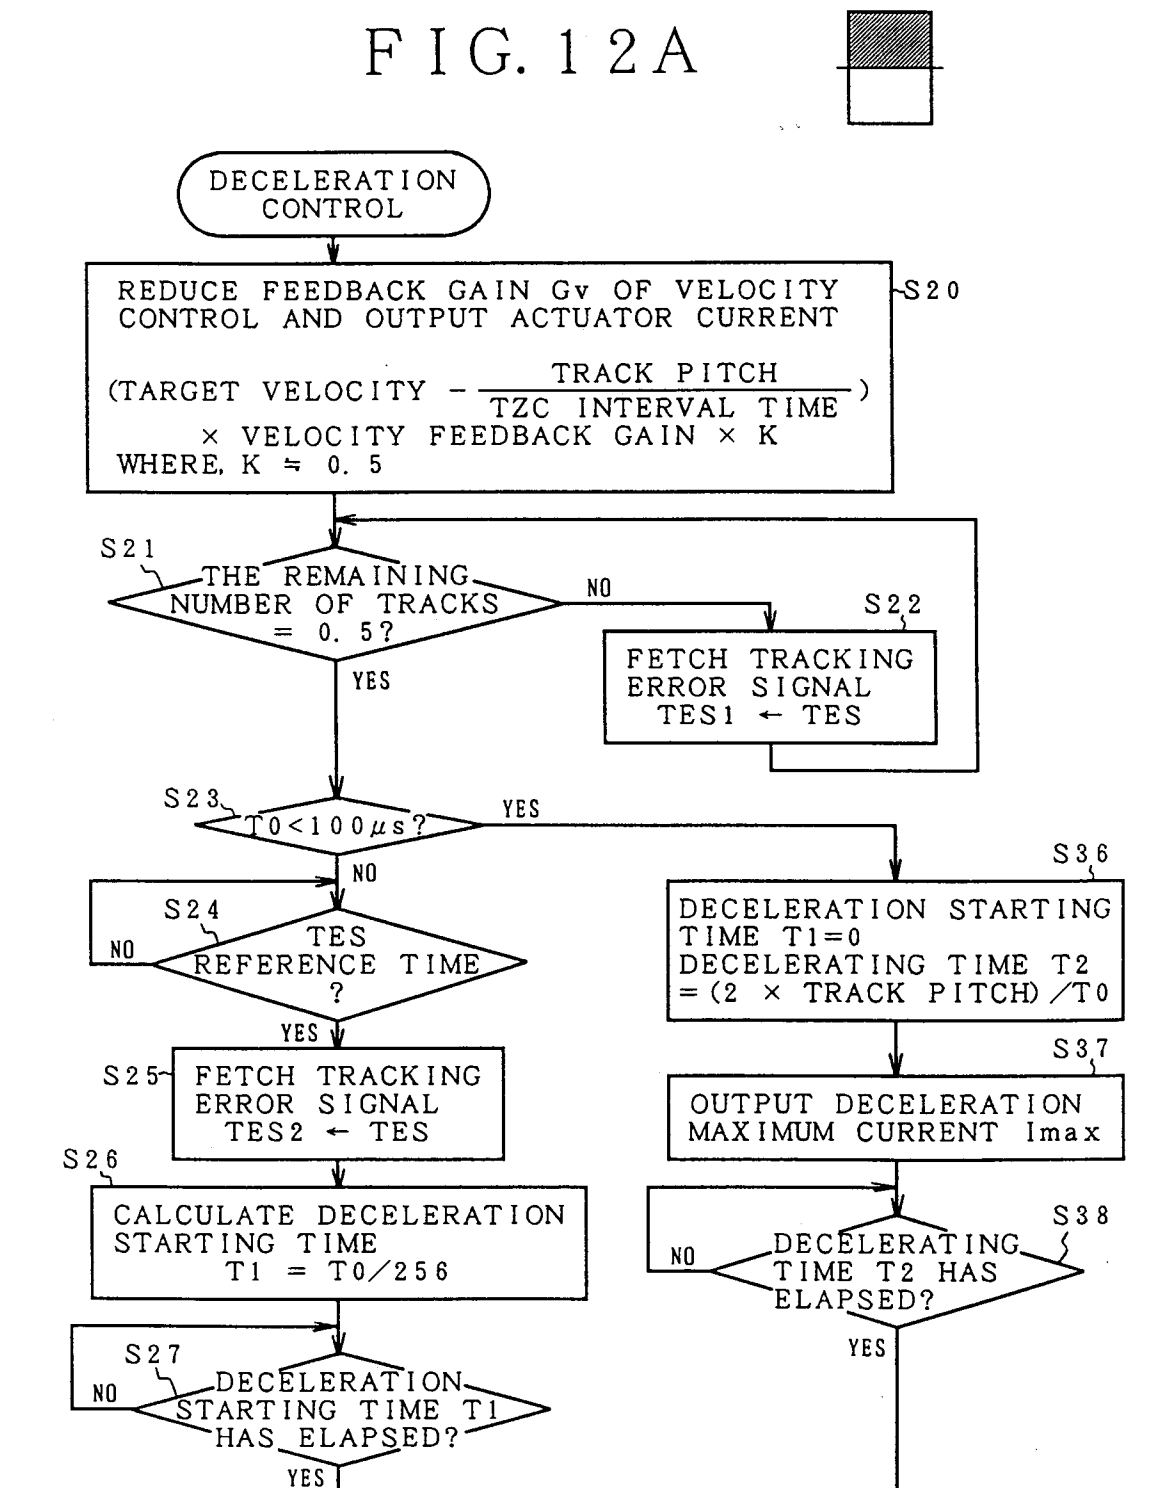 FIG. 12A
DECELERATION
CONTROL
S20
REDUCE FEEDBACK GAIN Gv OF VELOCITY
CONTROL AND OUTPUT ACTUATOR CURRENT
TRACK PITCH
(TARGET VELOCITY - )
TZC INTERVAL TIME
× VELOCITY FEEDBACK GAIN × K
WHERE, K ≒ 0. 5
S21
THE REMAINING
NUMBER OF TRACKS
= 0. 5?
NO
YES
S22
FETCH TRACKING
ERROR SIGNAL
TES1 ← TES
S23
T0<100μs?
YES
NO
S24
TES
REFERENCE TIME
?
NO
YES
S25
FETCH TRACKING
ERROR SIGNAL
TES2 ← TES
S26
CALCULATE DECELERATION
STARTING TIME
T1 = T0/256
S27
DECELERATION
STARTING TIME T1
HAS ELAPSED?
NO
YES
S36
DECELERATION STARTING
TIME T1=0
DECELERATING TIME T2
=(2 × TRACK PITCH)/T0
S37
OUTPUT DECELERATION
MAXIMUM CURRENT Imax
S38
DECELERATING
TIME T2 HAS
ELAPSED?
NO
YES